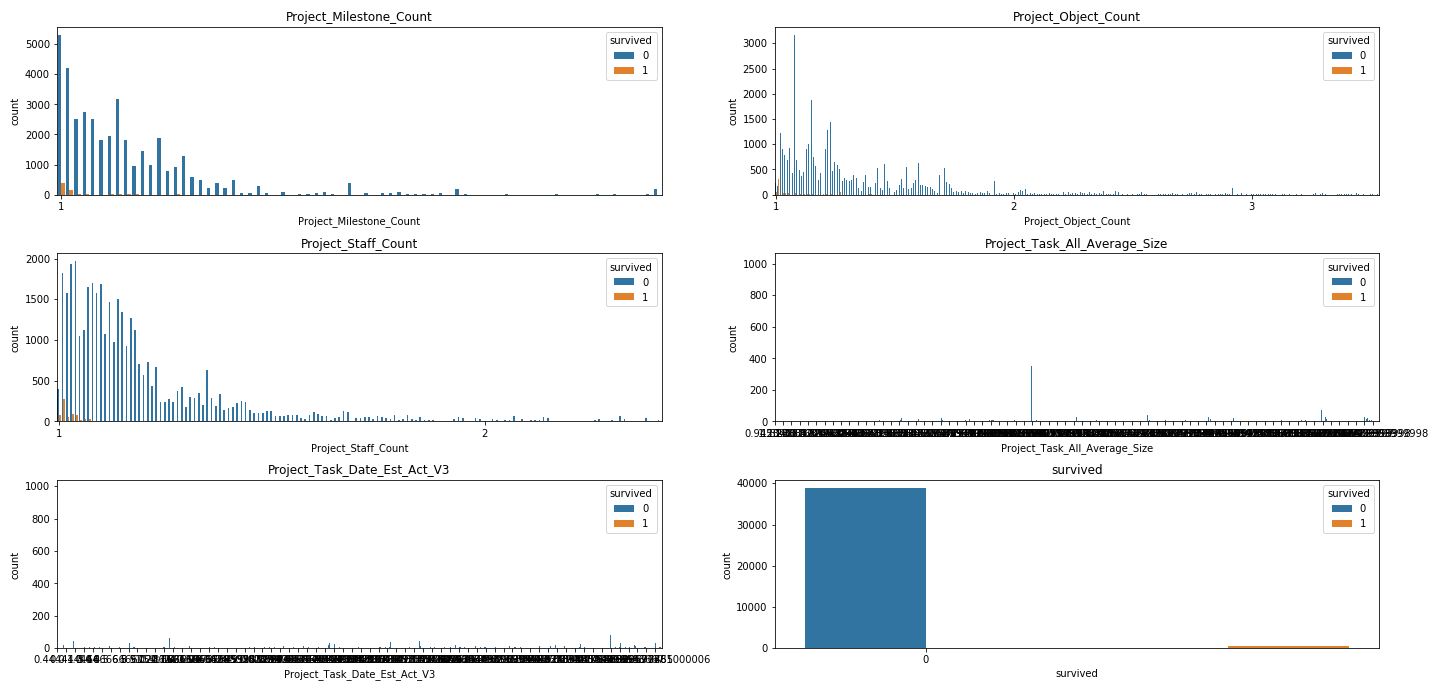 Project_Milestone_Count
5000
4000
3000
2000
1000
0
count
1
Project_Milestone_Count
survived
0
1
Project_Object_Count
3000
2500
2000
1500
1000
500
0
count
1 2 3
Project_Object_Count
survived
0
1
Project_Staff_Count
2000
1500
1000
500
0
count
1 2
Project_Staff_Count
survived
0
1
Project_Task_All_Average_Size
1000
800
600
400
200
0
count
Project_Task_All_Average_Size
survived
0
1
Project_Task_Date_Est_Act_V3
1000
800
600
400
200
0
count
Project_Task_Date_Est_Act_V3
survived
0
1
survived
40000
30000
20000
10000
0
count
0
survived
survived
0
1